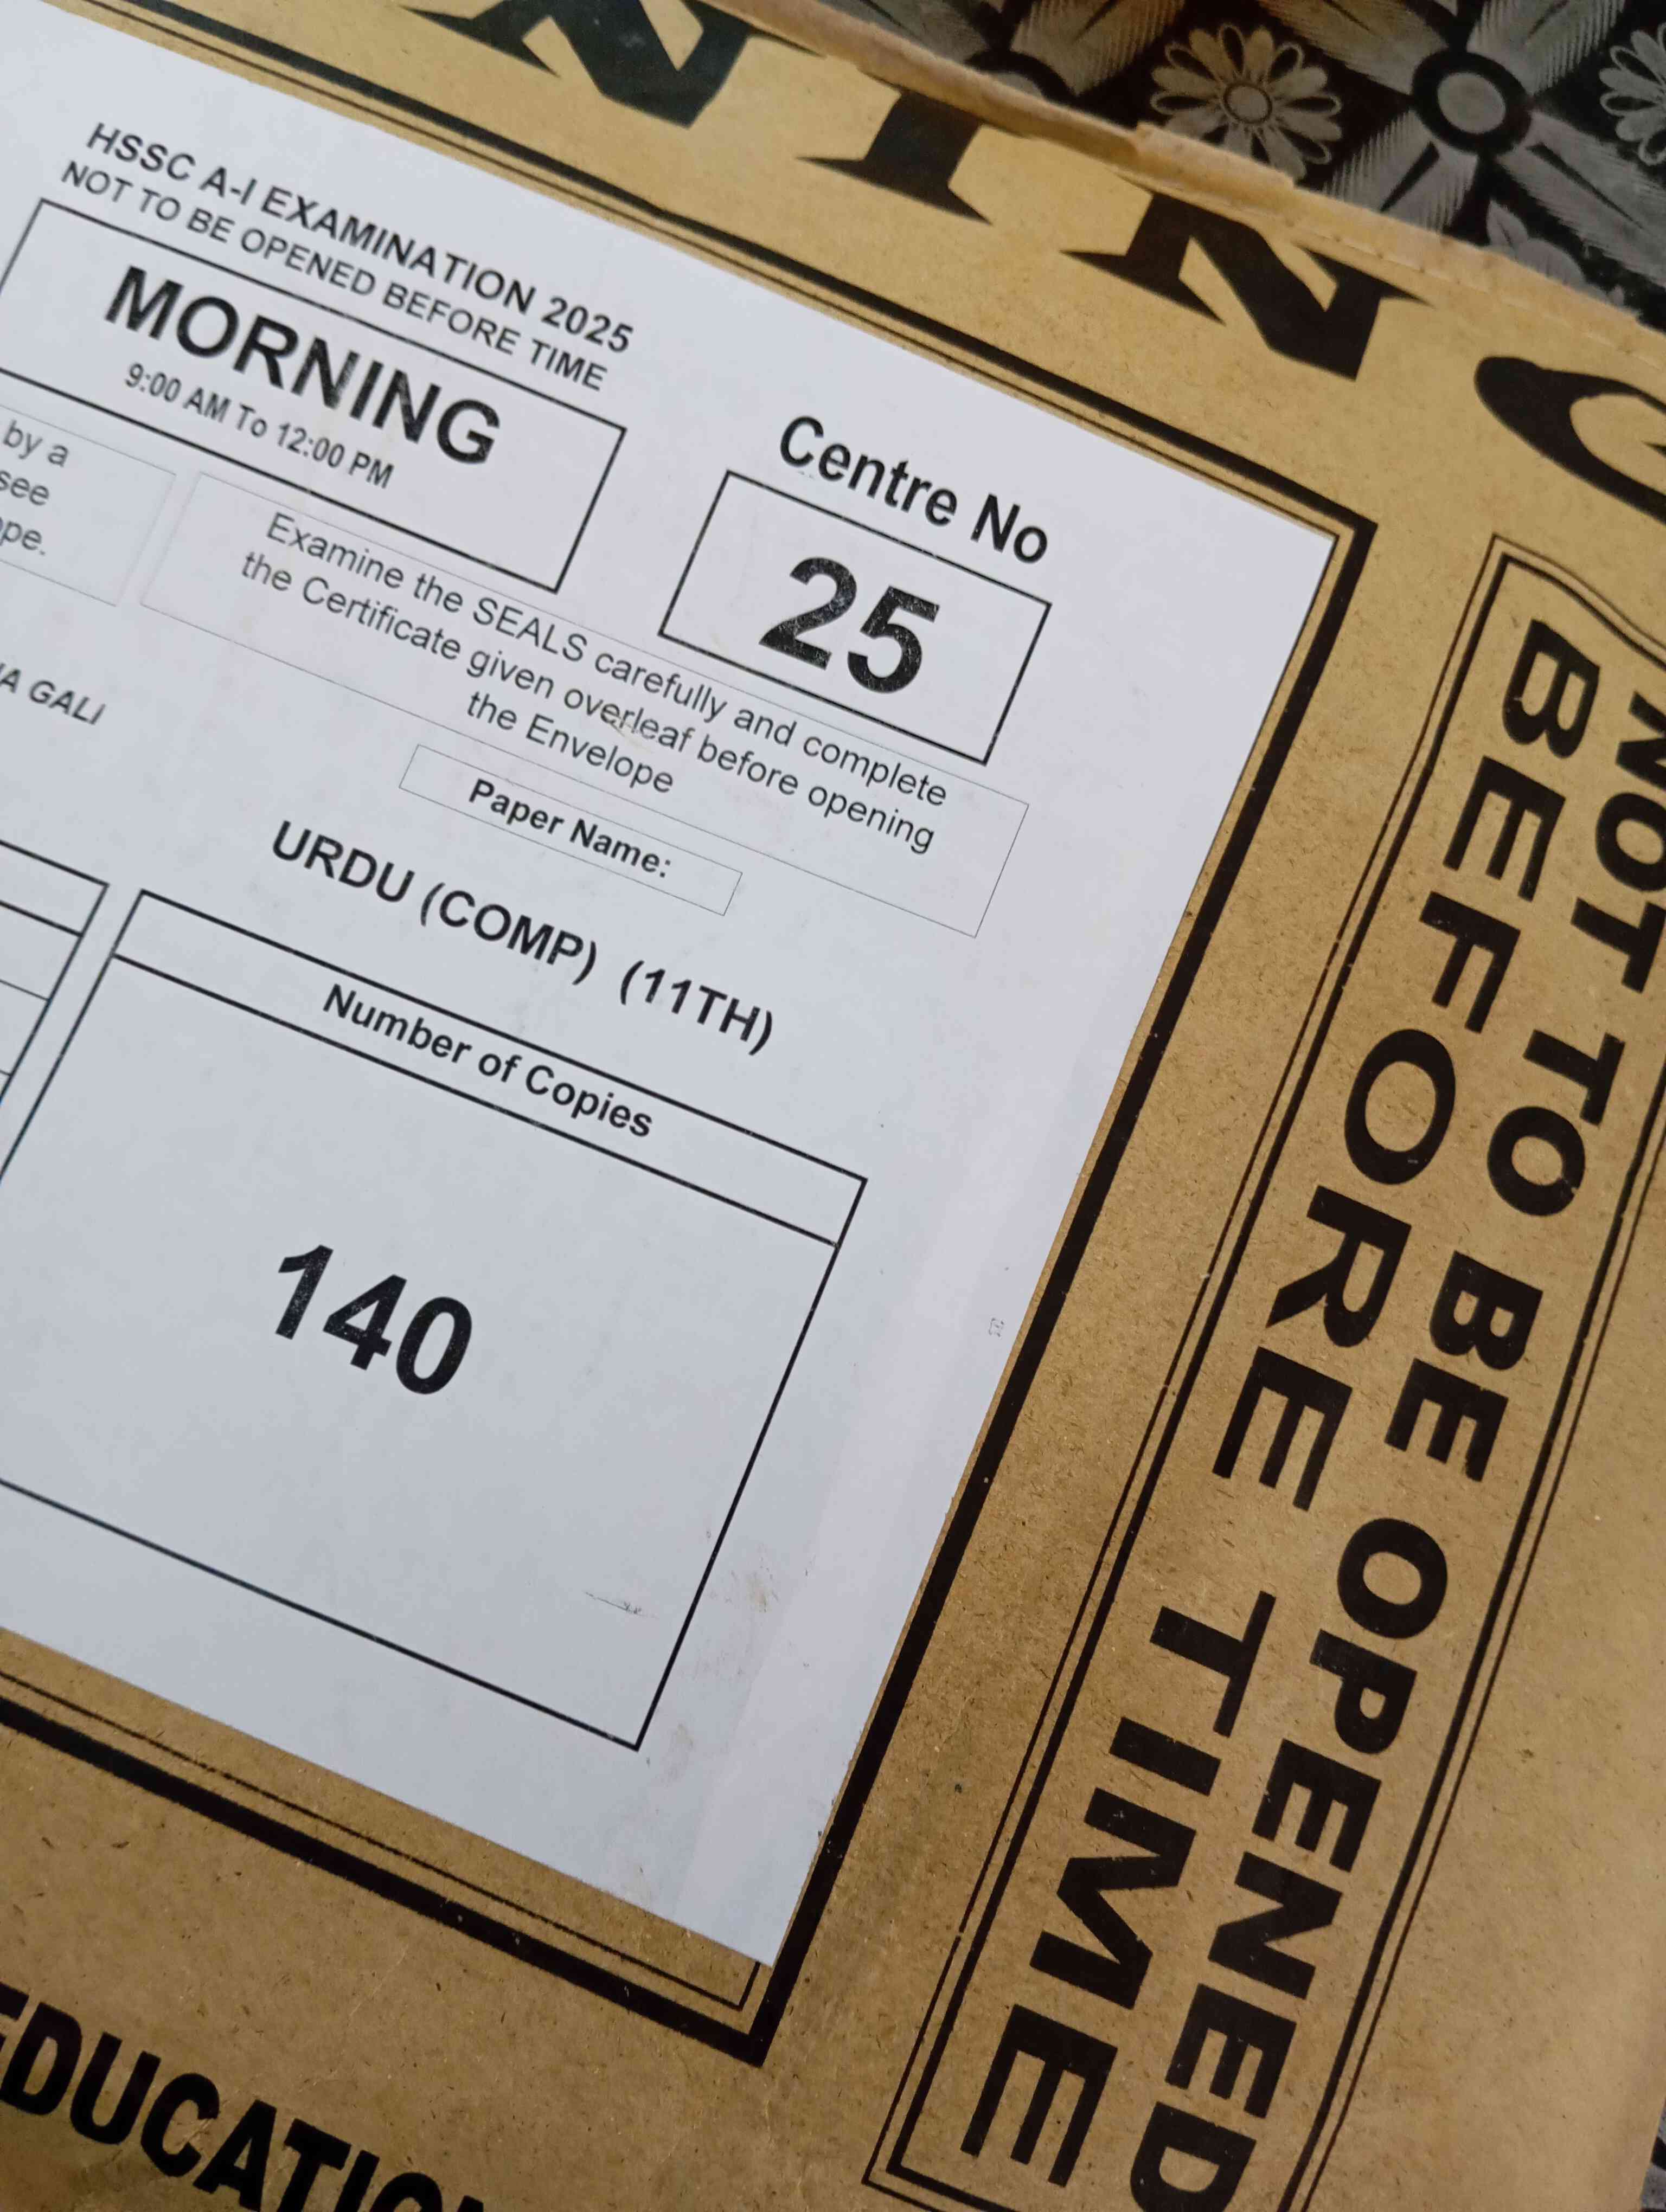 HSSC A-I EXAMINATION 2025
NOT TO BE OPENED BEFORE TIME
MORNING
9:00 AM To 12:00 PM
Centre No
25
by a
see
Examine the SEALS carefully and complete
the Certificate given overleaf before opening
the Envelope
GALI
Paper Name:
URDU (COMP) (11TH)
Number of Copies
140
NOT TO BE OPENED
BEFORE TIME